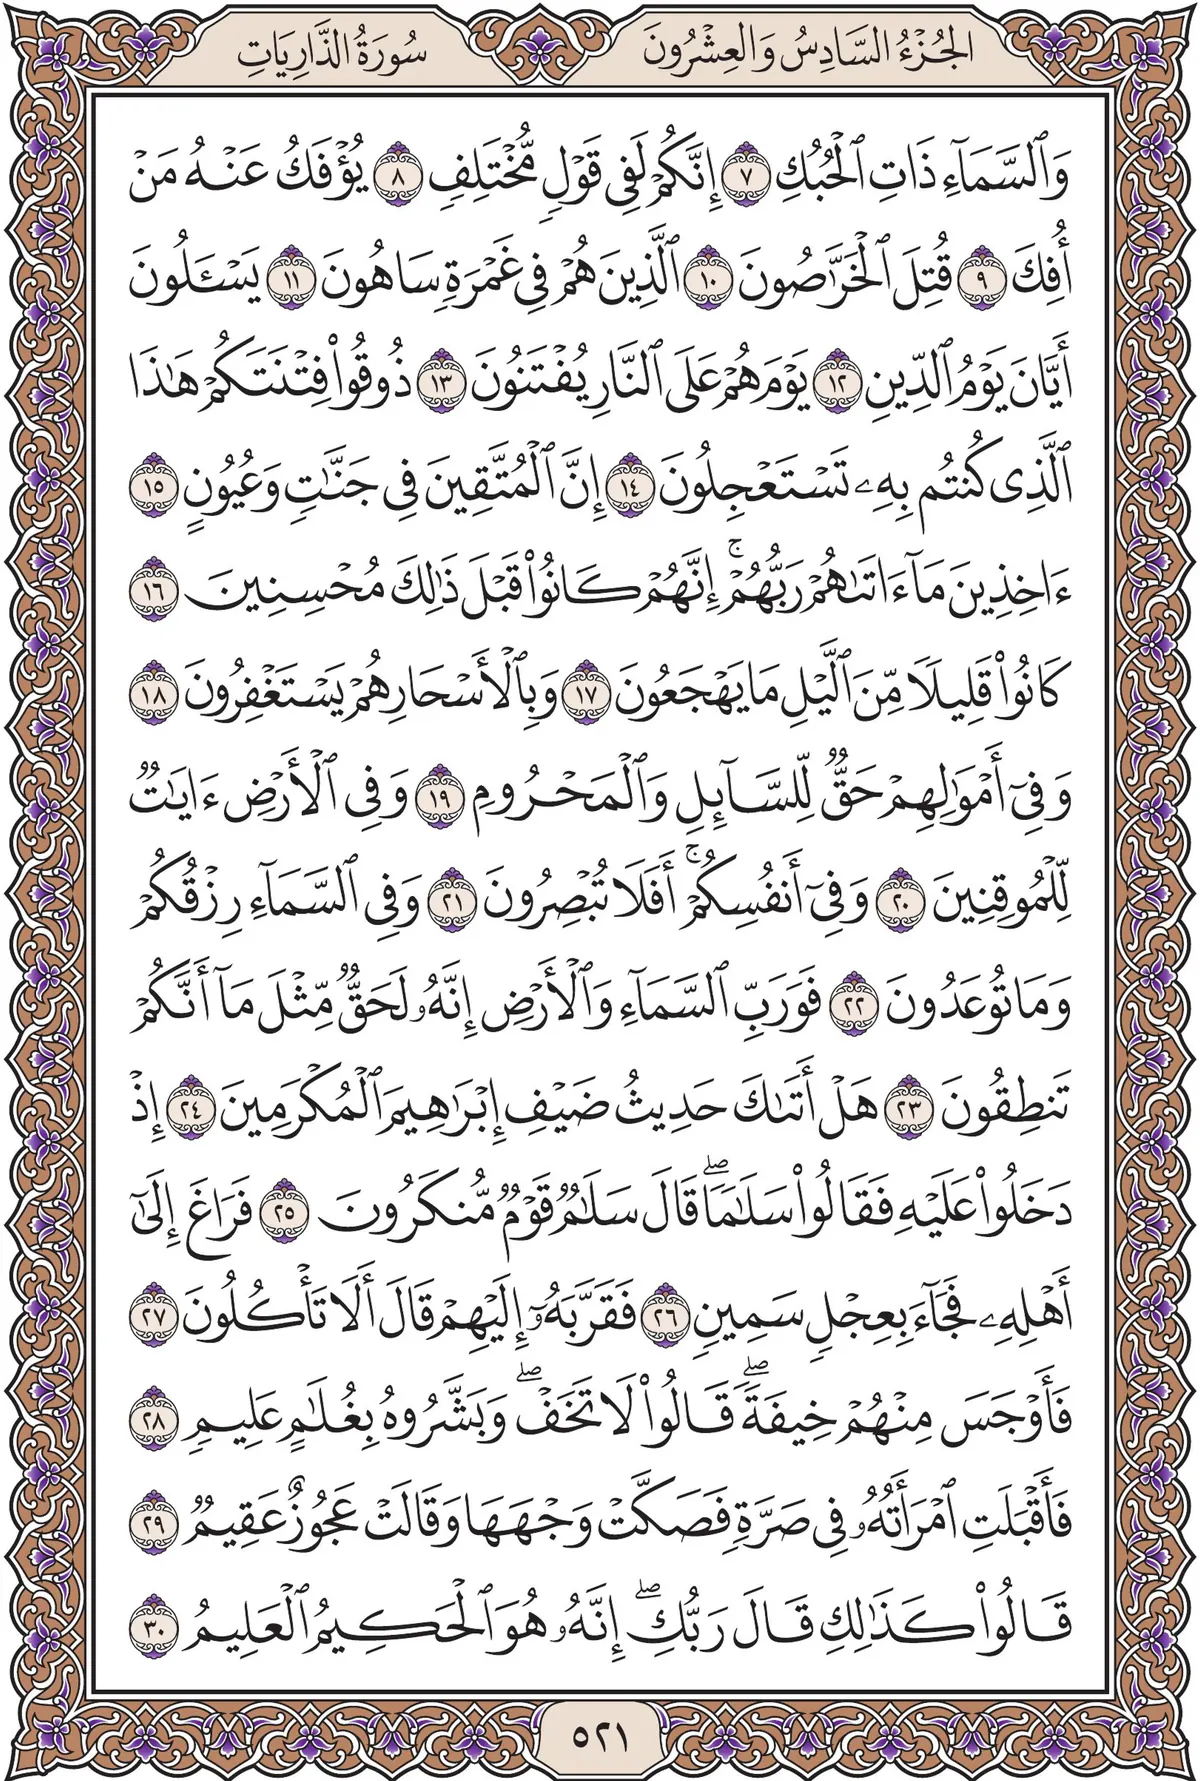 الجُزْءُ السَّادِسُ وَالعِشْرُونَ
سُورَةُ الذَّارِيَاتِ
وَٱلسَّمَآءِ ذَاتِ ٱلْحُبُكِ ٧ إِنَّكُمْ لَفِى قَوْلٍ مُّخْتَلِفٍ ٨ يُؤْفَكُ عَنْهُ مَنْ
أُفِكَ ٩ قُتِلَ ٱلْخَرَّٰصُونَ ١٠ ٱلَّذِينَ هُمْ فِى غَمْرَةٍ سَاهُونَ ١١ يَسْـَٔلُونَ
أَيَّانَ يَوْمُ ٱلدِّينِ ١٢ يَوْمَ هُمْ عَلَى ٱلنَّارِ يُفْتَنُونَ ١٣ ذُوقُوا۟ فِتْنَتَكُمْ هَٰذَا
ٱلَّذِى كُنتُم بِهِۦ تَسْتَعْجِلُونَ ١٤ إِنَّ ٱلْمُتَّقِينَ فِى جَنَّٰتٍ وَعُيُونٍ ١٥
ءَاخِذِينَ مَآ ءَاتَىٰهُمْ رَبُّهُمْ ۚ إِنَّهُمْ كَانُوا۟ قَبْلَ ذَٰلِكَ مُحْسِنِينَ ١٦
كَانُوا۟ قَلِيلًا مِّنَ ٱلَّيْلِ مَا يَهْجَعُونَ ١٧ وَبِٱلْأَسْحَارِ هُمْ يَسْتَغْفِرُونَ ١٨
وَفِىٓ أَمْوَٰلِهِمْ حَقٌّ لِّلسَّآئِلِ وَٱلْمَحْرُومِ ١٩ وَفِى ٱلْأَرْضِ ءَايَٰتٌ
لِّلْمُوقِنِينَ ٢٠ وَفِىٓ أَنفُسِكُمْ ۚ أَفَلَا تُبْصِرُونَ ٢١ وَفِى ٱلسَّمَآءِ رِزْقُكُمْ
وَمَا تُوعَدُونَ ٢٢ فَوَرَبِّ ٱلسَّمَآءِ وَٱلْأَرْضِ إِنَّهُۥ لَحَقٌّ مِّثْلَ مَآ أَنَّكُمْ
تَنطِقُونَ ٢٣ هَلْ أَتَىٰكَ حَدِيثُ ضَيْفِ إِبْرَٰهِيمَ ٱلْمُكْرَمِينَ ٢٤ إِذْ
دَخَلُوا۟ عَلَيْهِ فَقَالُوا۟ سَلَٰمًا ۖ قَالَ سَلَٰمٌ قَوْمٌ مُّنكَرُونَ ٢٥ فَرَاغَ إِلَىٰٓ
أَهْلِهِۦ فَجَآءَ بِعِجْلٍ سَمِينٍ ٢٦ فَقَرَّبَهُۥٓ إِلَيْهِمْ قَالَ أَلَا تَأْكُلُونَ ٢٧
فَأَوْجَسَ مِنْهُمْ خِيفَةً ۖ قَالُوا۟ لَا تَخَفْ ۖ وَبَشَّرُوهُ بِغُلَٰمٍ عَلِيمٍ ٢٨
فَأَقْبَلَتِ ٱمْرَأَتُهُۥ فِى صَرَّةٍ فَصَكَّتْ وَجْهَهَا وَقَالَتْ عَجُوزٌ عَقِيمٌ ٢٩
قَالُوا۟ كَذَٰلِكِ قَالَ رَبُّكِ ۖ إِنَّهُۥ هُوَ ٱلْحَكِيمُ ٱلْعَلِيمُ ٣٠
٥٢١